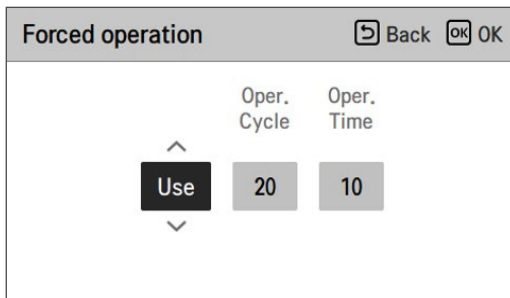 Forced operation Back OK OK
Oper. Oper.
Cycle Time
Use 20 10